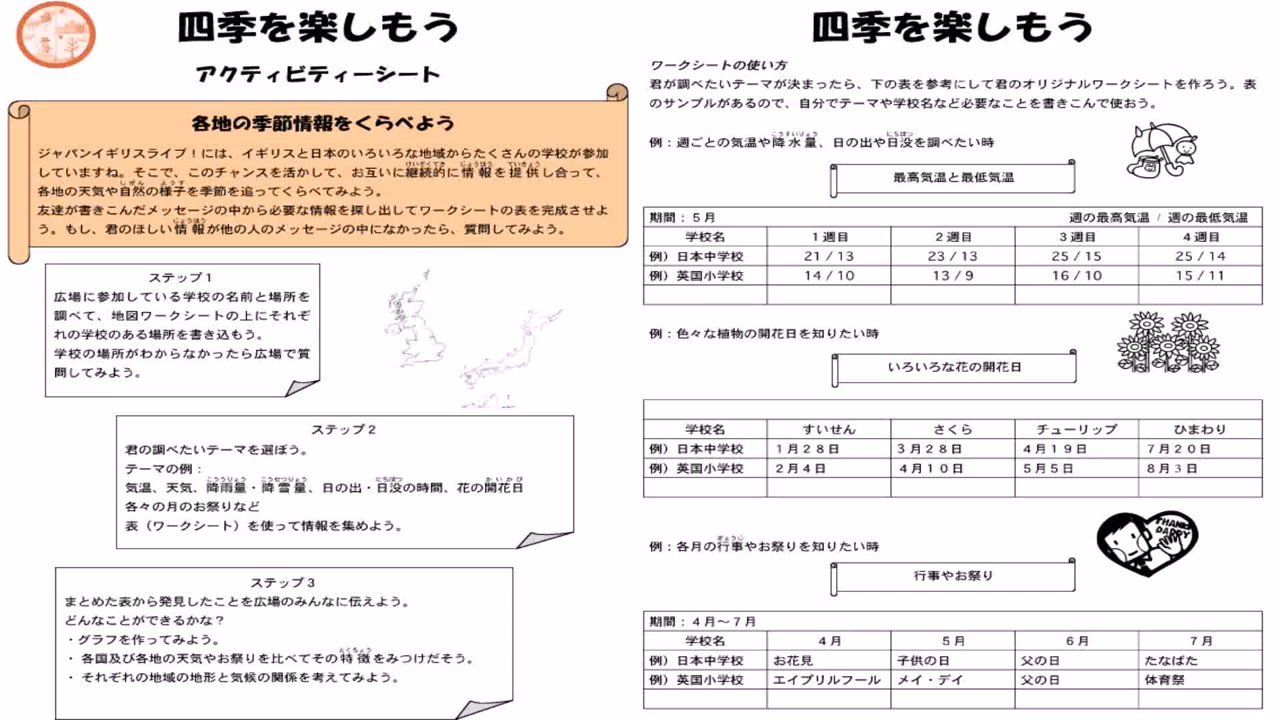 四季を楽しもう
アクティビティーシート
各地の季節情報をくらべよう
ジャパンイギリスライブ！には、イギリスと日本のいろいろな地域からたくさんの学校が参加
していますね。そこで、このチャンスを活かして、お互いに継続的に情報を提供し合って、
各地の天気や自然の様子を季節を追ってくらべてみよう。
友達が書きこんだメッセージの中から必要な情報を探し出してワークシートの表を完成させよ
う。もし、君のほしい情報が他の人のメッセージの中になかったら、質問してみよう。
ステップ１
広場に参加している学校の名前と場所を
調べて、地図ワークシートの上にそれぞ
れの学校のある場所を書き込もう。
学校の場所がわからなかったら広場で質
問してみよう。
ステップ２
君の調べたいテーマを選ぼう。
テーマの例：
気温、天気、降雨量・降雪量、日の出・日没の時間、花の開花日
各々の月のお祭りなど
表（ワークシート）を使って情報を集めよう。
ステップ３
まとめた表から発見したことを広場のみんなに伝えよう。
どんなことができるかな？
・グラフを作ってみよう。
・ 各国及び各地の天気やお祭りを比べてその特徴をみつけだそう。
・ それぞれの地域の地形と気候の関係を考えてみよう。
四季を楽しもう
ワークシートの使い方
君が調べたいテーマが決まったら、下の表を参考にして君のオリジナルワークシートを作ろう。表
のサンプルがあるので、自分でテーマや学校名など必要なことを書きこんで使おう。
例：週ごとの気温や降水量、日の出や日没を調べたい時
最高気温と最低気温
期間：５月 週の最高気温 / 週の最低気温
学校名 １週目 ２週目 ３週目 ４週目
例）日本中学校 21 / 13 23 / 13 25 / 15 25 / 14
例）英国小学校 14 / 10 13 / 9 16 / 10 15 / 11
例：色々な植物の開花日を知りたい時
いろいろな花の開花日
学校名 すいせん さくら チューリップ ひまわり
例）日本中学校 １月２８日 ３月２８日 ４月１９日 ７月２０日
例）英国小学校 ２月４日 ４月１０日 ５月５日 ８月３日
THANKS
DADDY
例：各月の行事やお祭りを知りたい時
行事やお祭り
期間：４月～７月
学校名 ４月 ５月 ６月 ７月
例）日本中学校 お花見 子供の日 父の日 たなばた
例）英国小学校 エイプリルフール メイ・デイ 父の日 体育祭